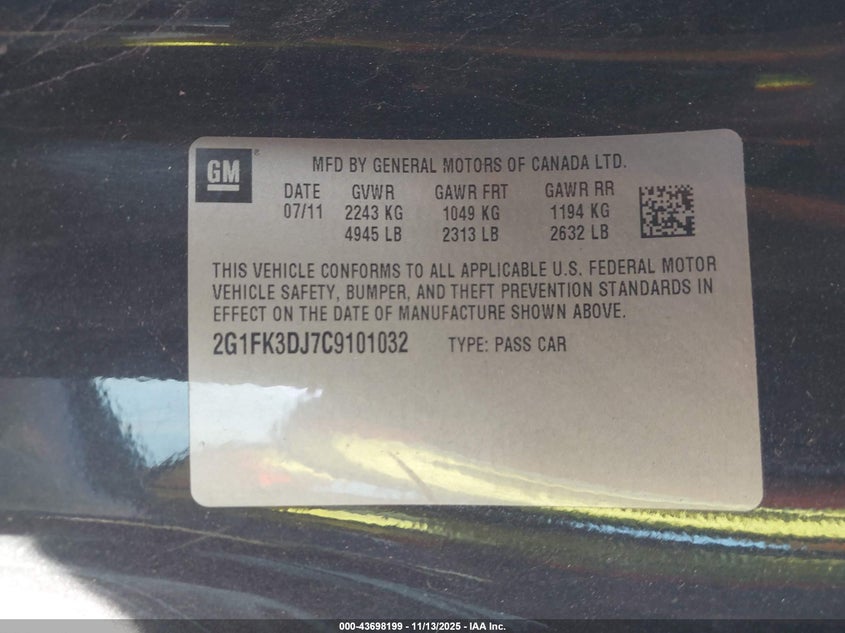 GM ®
MFD BY GENERAL MOTORS OF CANADA LTD.
DATE GVWR GAWR FRT GAWR RR
07/11 2243 KG 1049 KG 1194 KG
4945 LB 2313 LB 2632 LB
THIS VEHICLE CONFORMS TO ALL APPLICABLE U.S. FEDERAL MOTOR
VEHICLE SAFETY, BUMPER, AND THEFT PREVENTION STANDARDS IN
EFFECT ON THE DATE OF MANUFACTURE SHOWN ABOVE.
2G1FK3DJ7C9101032 TYPE: PASS CAR
000-43698199 - 11/13/2025 - IAA Inc.